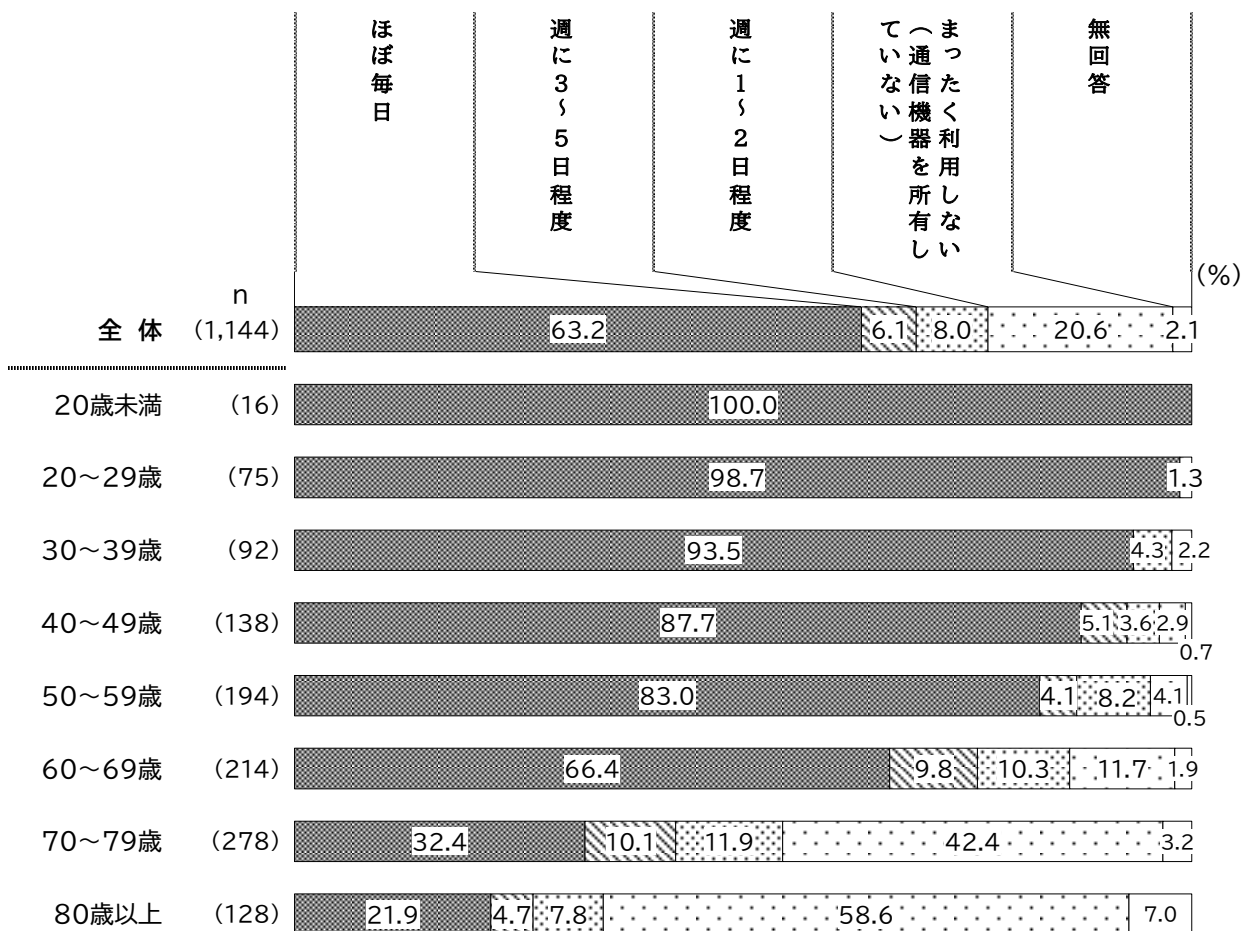 ほぼ毎日
週に3~5日程度
週に1~2日程度
まったく利用しない
(通信機器を所有し
ていない)
無回答
(%)
n
全 体 (1,144) 63.2 6.1 8.0 20.6 2.1
20歳未満 (16) 100.0
20~29歳 (75) 98.7 1.3
30~39歳 (92) 93.5 4.3 2.2
40~49歳 (138) 87.7 5.1 3.6 2.9
0.7
50~59歳 (194) 83.0 4.1 8.2 4.1
0.5
60~69歳 (214) 66.4 9.8 10.3 11.7 1.9
70~79歳 (278) 32.4 10.1 11.9 42.4 3.2
80歳以上 (128) 21.9 4.7 7.8 58.6 7.0